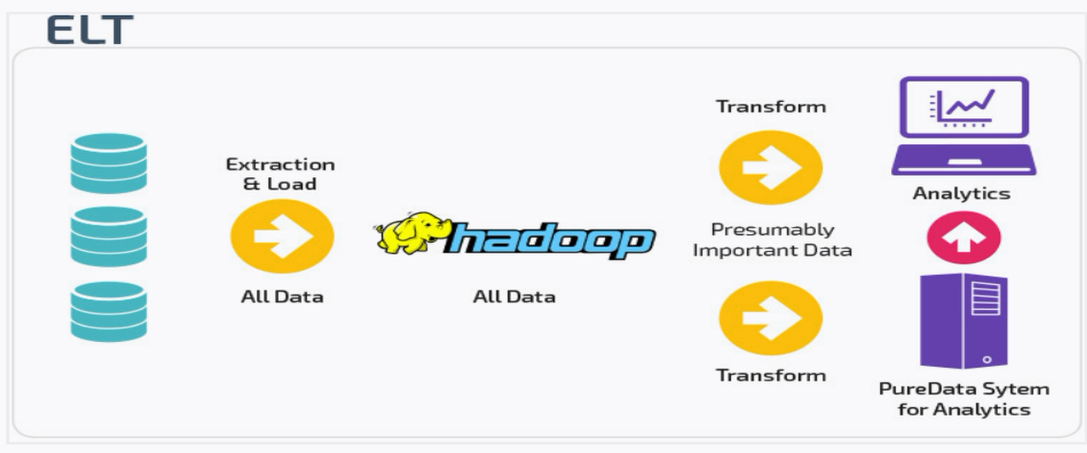 ELT
Extraction
& Load
All Data
hadoop
All Data
Transform
Presumably
Important Data
Transform
Analytics
PureData Sytem
for Analytics